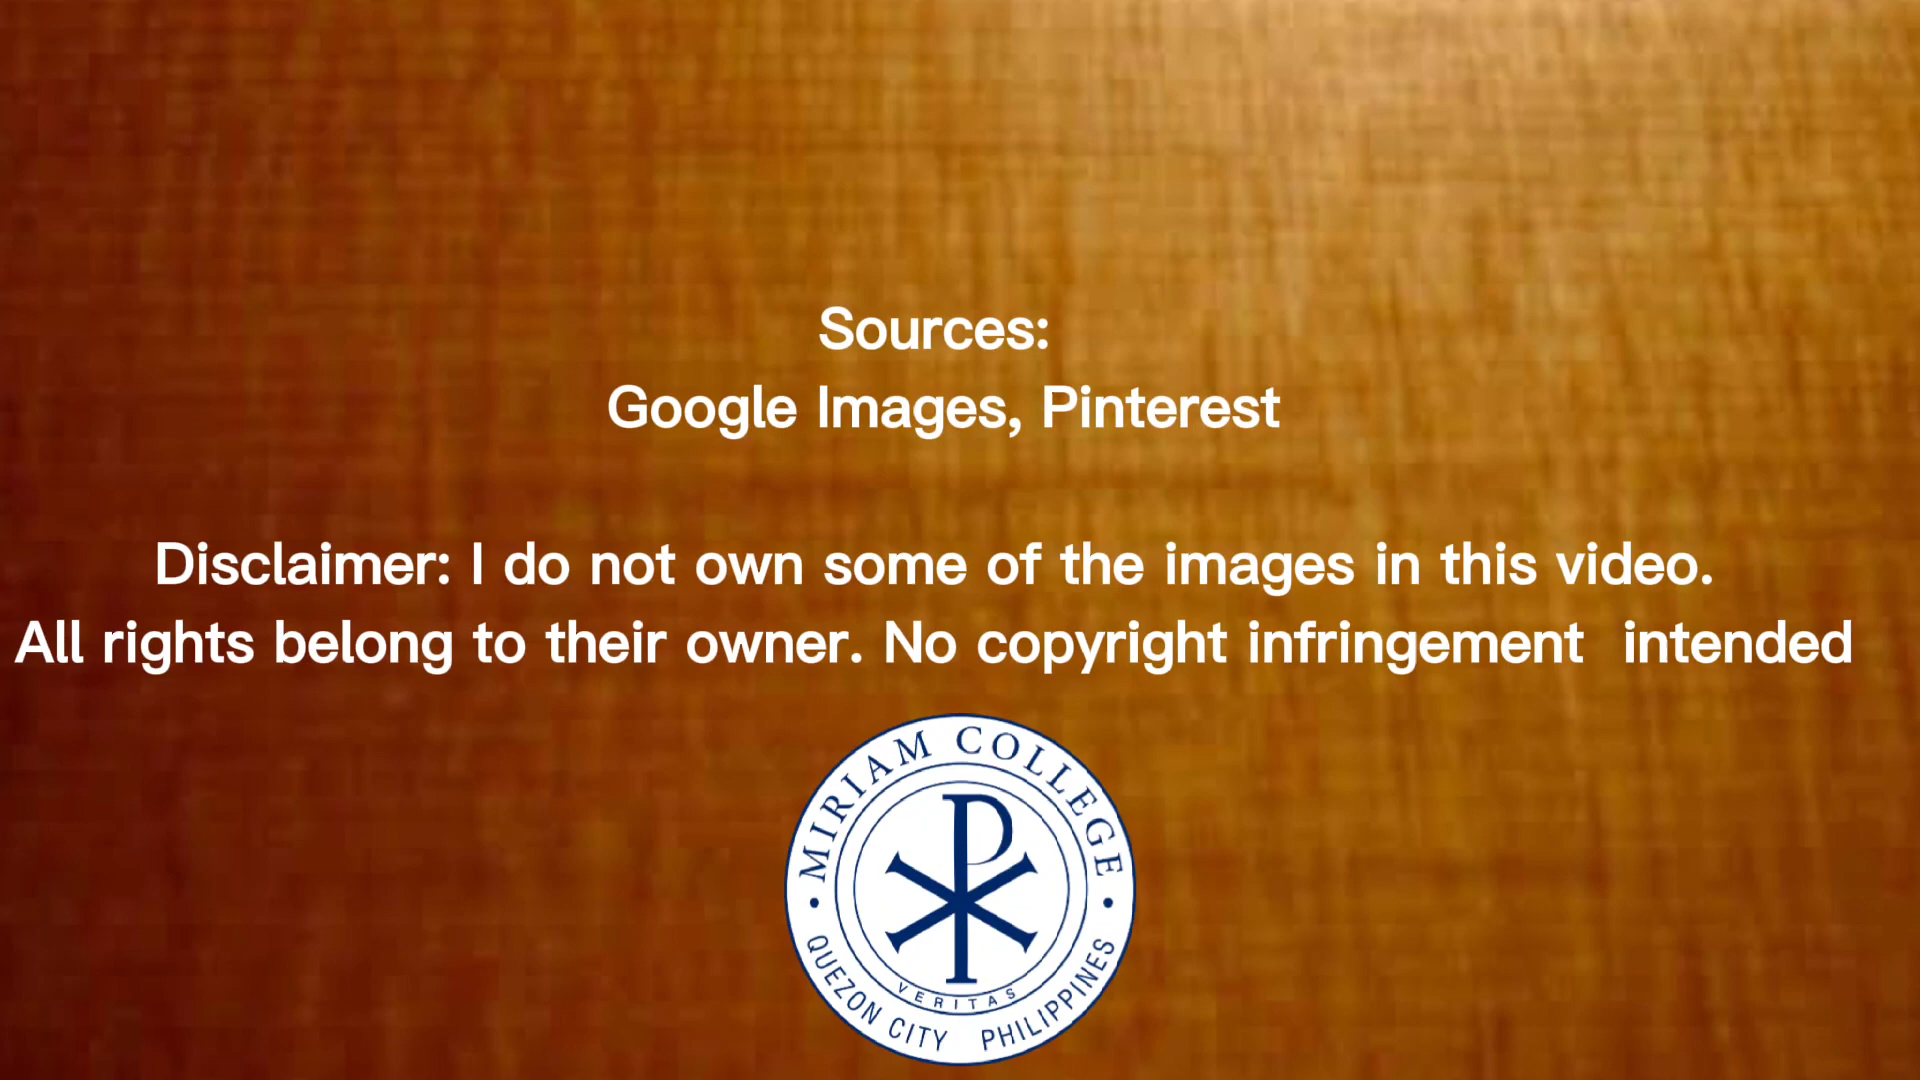 Sources:
Google Images, Pinterest
Disclaimer: I do not own some of the images in this video.
All rights belong to their owner. No copyright infringement  intended
MIRIAM COLLEGE
VERITAS
QUEZON CITY PHILIPPINES